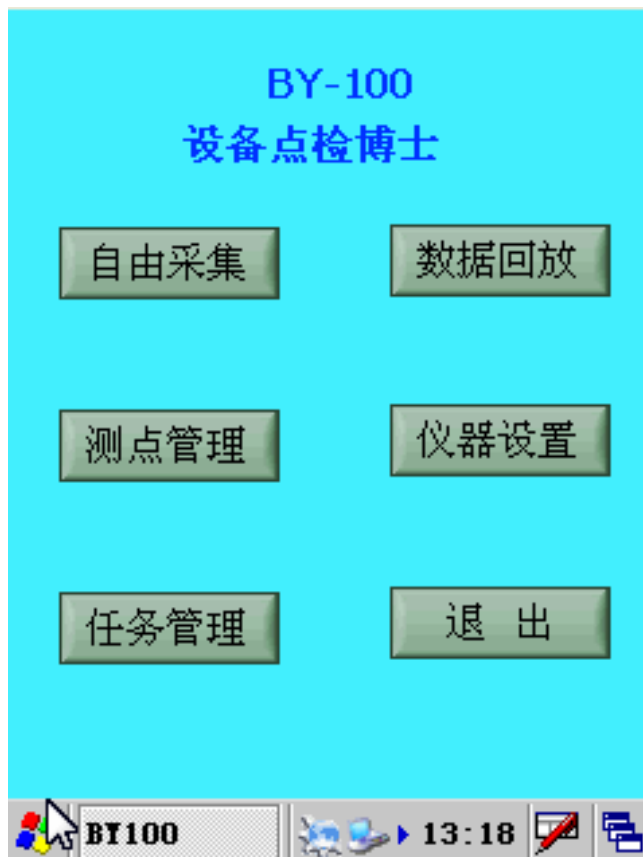 BY-100
设备点检博士
自由采集 数据回放
测点管理 仪器设置
任务管理 退 出
BY100 13:18